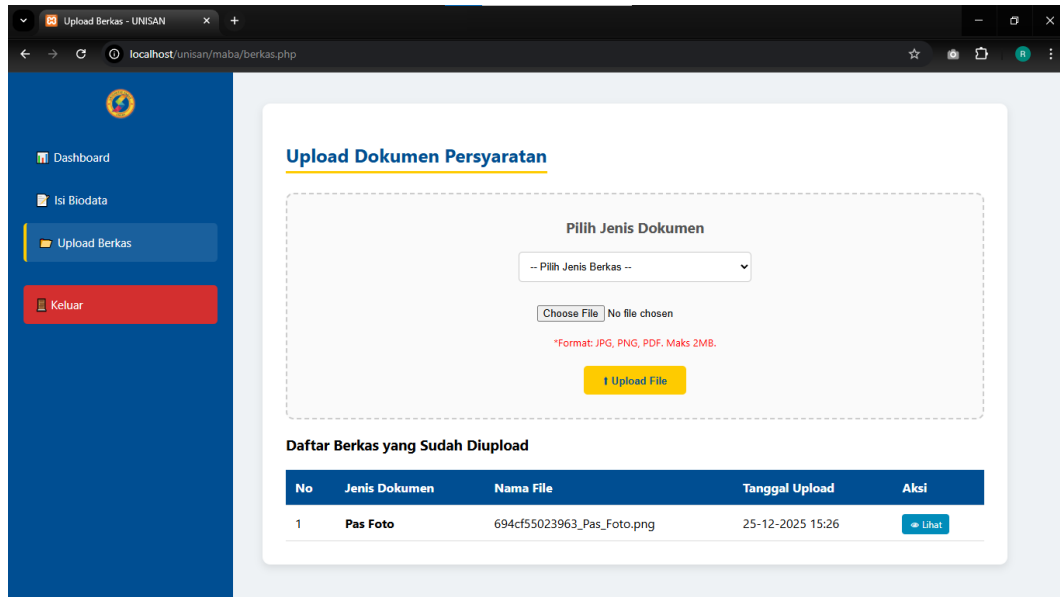 Upload Berkas - UNISAN
localhost/unisan/maba/berkas.php
R
Dashboard
Isi Biodata
Upload Berkas
Keluar
Upload Dokumen Persyaratan
Pilih Jenis Dokumen
-- Pilih Jenis Berkas --
Choose File No file chosen
*Format: JPG, PNG, PDF. Maks 2MB.
⬆ Upload File
Daftar Berkas yang Sudah Diupload
No Jenis Dokumen Nama File Tanggal Upload Aksi
1 Pas Foto 694cf55023963_Pas_Foto.png 25-12-2025 15:26 Lihat